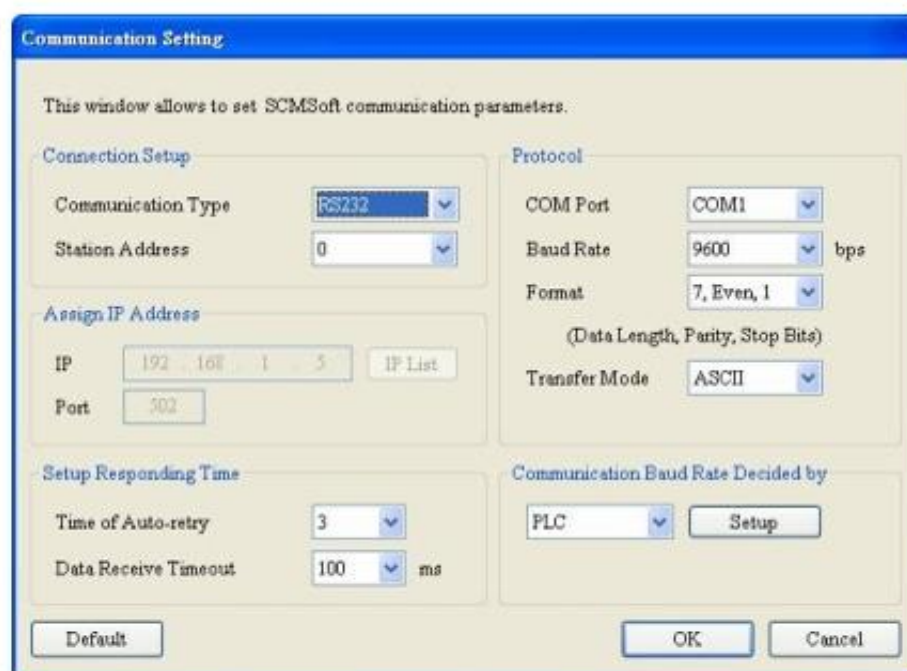 Communication Setting
This window allows to set SCMSoft communication parameters.
Connection Setup
Communication Type RS232
Station Address 0
Assign IP Address
IP 192 . 168 . 1 . 5 IP List
Port 502
Setup Responding Time
Time of Auto-retry 3
Data Receive Timeout 100 ms
Protocol
COM Port COM1
Baud Rate 9600 bps
Format 7, Even, 1
(Data Length, Parity, Stop Bits)
Transfer Mode ASCII
Communication Baud Rate Decided by
PLC Setup
Default OK Cancel